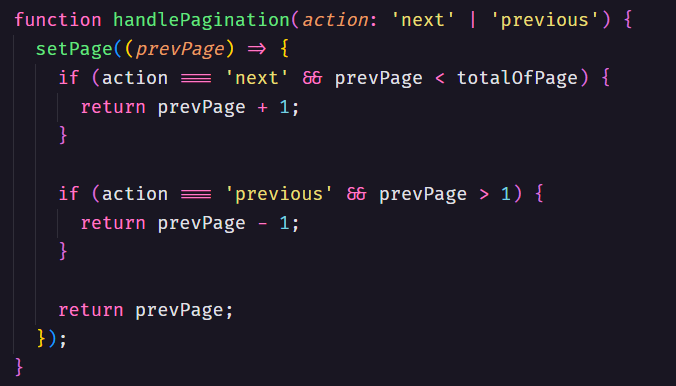 function handlePagination(action: 'next' | 'previous') {
  setPage((prevPage) => {
    if (action === 'next' && prevPage < totalOfPage) {
      return prevPage + 1;
    }

    if (action === 'previous' && prevPage > 1) {
      return prevPage - 1;
    }

    return prevPage;
  });
}